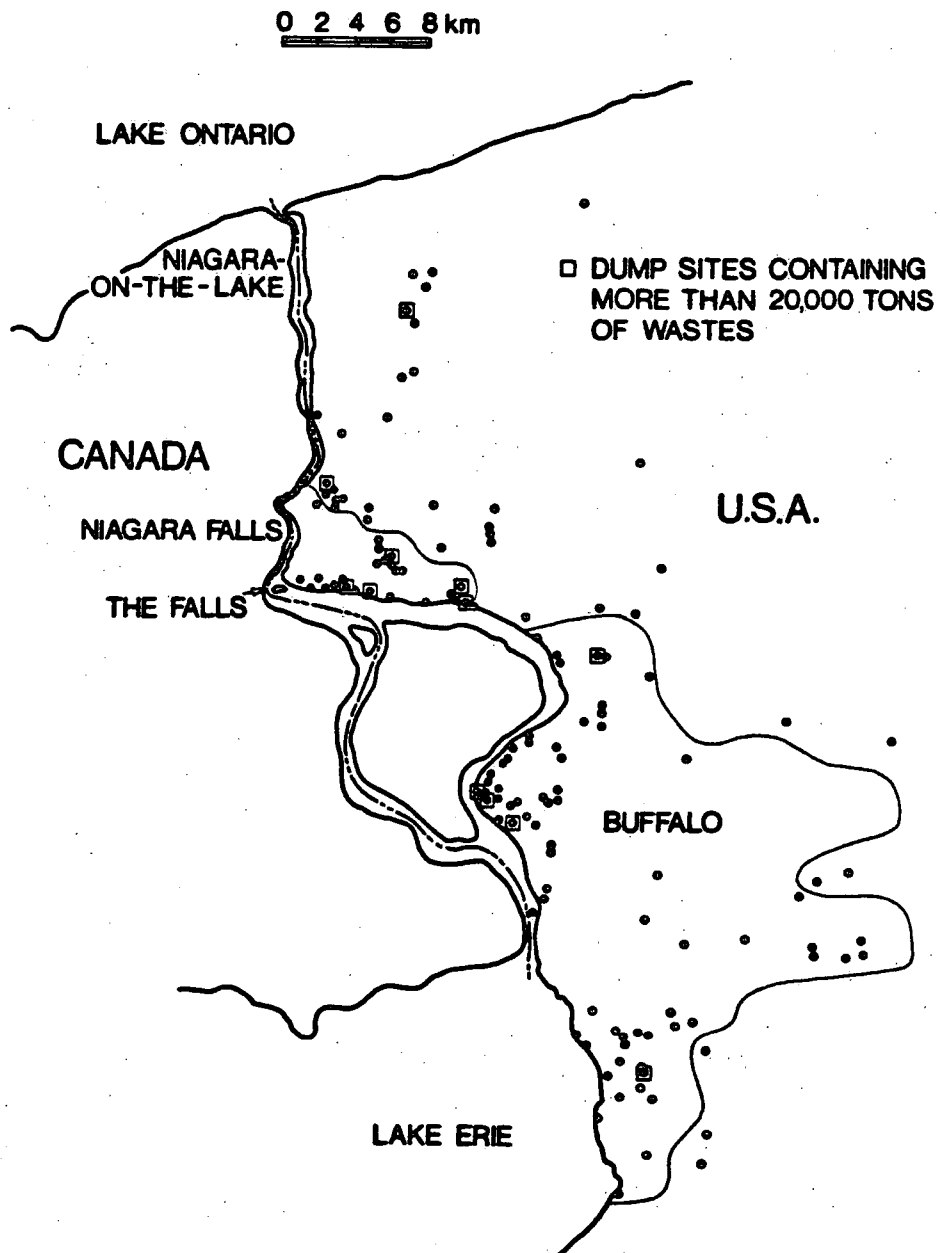 0 2 4 6 8 km
LAKE ONTARIO
NIAGARA-
ON-THE-LAKE
DUMP SITES CONTAINING
MORE THAN 20,000 TONS
OF WASTES
CANADA
U.S.A.
NIAGARA FALLS
THE FALLS
BUFFALO
LAKE ERIE